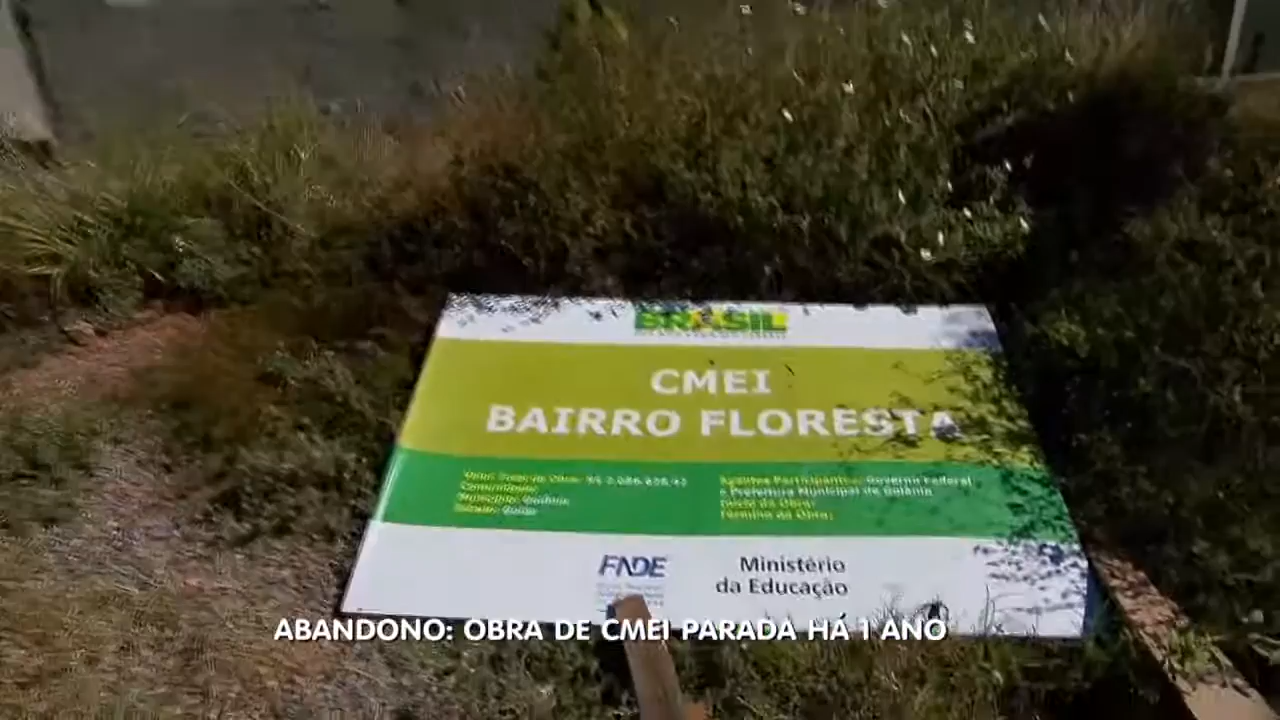 BRASIL
CMEI
BAIRRO FLORESTA
Valor Total da Obra: R$
Município: Goiânia
Estado: Goiás
Agentes Participantes: Governo Federal
e Prefeitura Municipal de Goiânia
Início da Obra:
Término da Obra:
FNDE
Ministério
da Educação
ABANDONO: OBRA DE CMEI PARADA HÁ 1 ANO